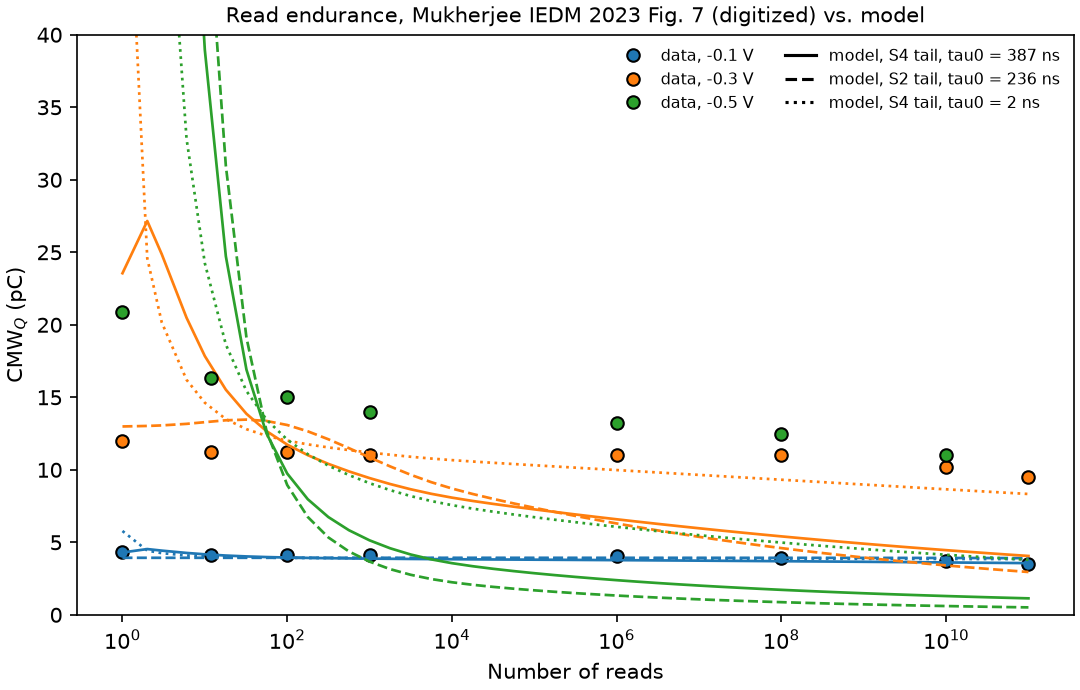 Read endurance, Mukherjee IEDM 2023 Fig. 7 (digitized) vs. model
data, -0.1 V
data, -0.3 V
data, -0.5 V
model, S4 tail, tau0 = 387 ns
model, S2 tail, tau0 = 236 ns
model, S4 tail, tau0 = 2 ns
CMW_Q (pC)
40
35
30
25
20
15
10
5
0
10^0 10^2 10^4 10^6 10^8 10^10
Number of reads